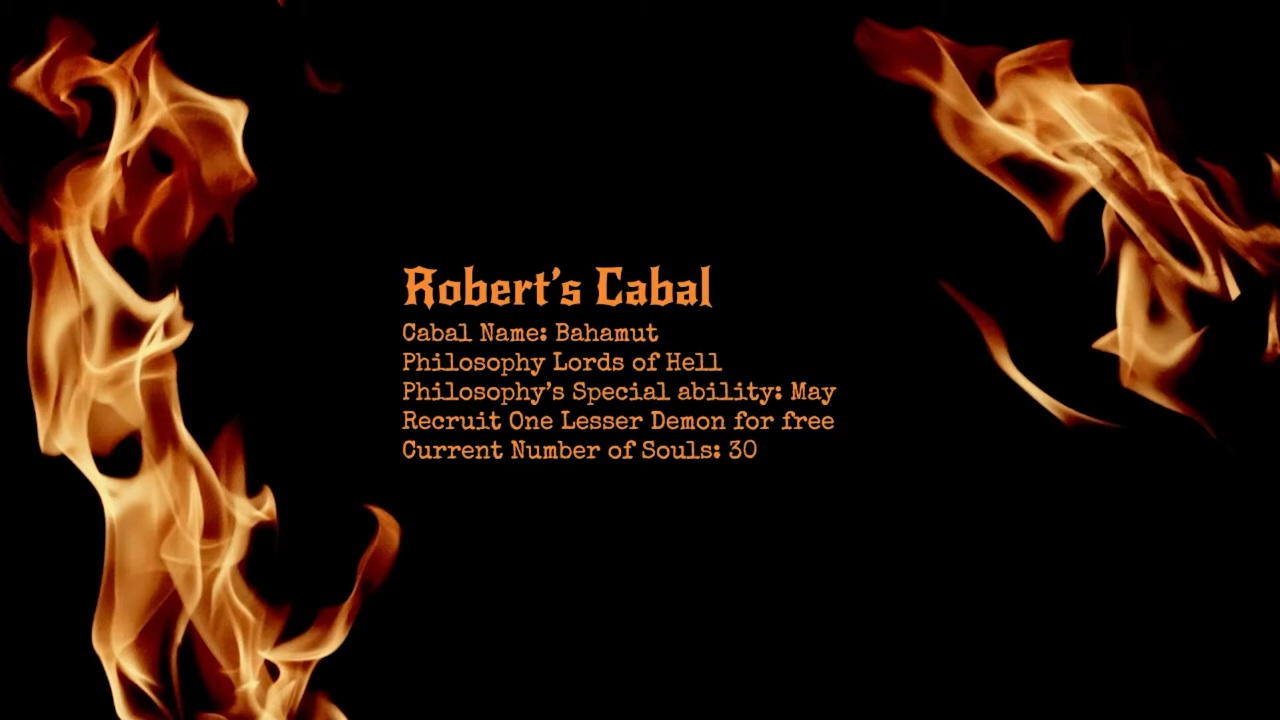 Robert's Cabal
Cabal Name: Bahamut
Philosophy Lords of Hell
Philosophy's Special ability: May
Recruit One Lesser Demon for free
Current Number of Souls: 30